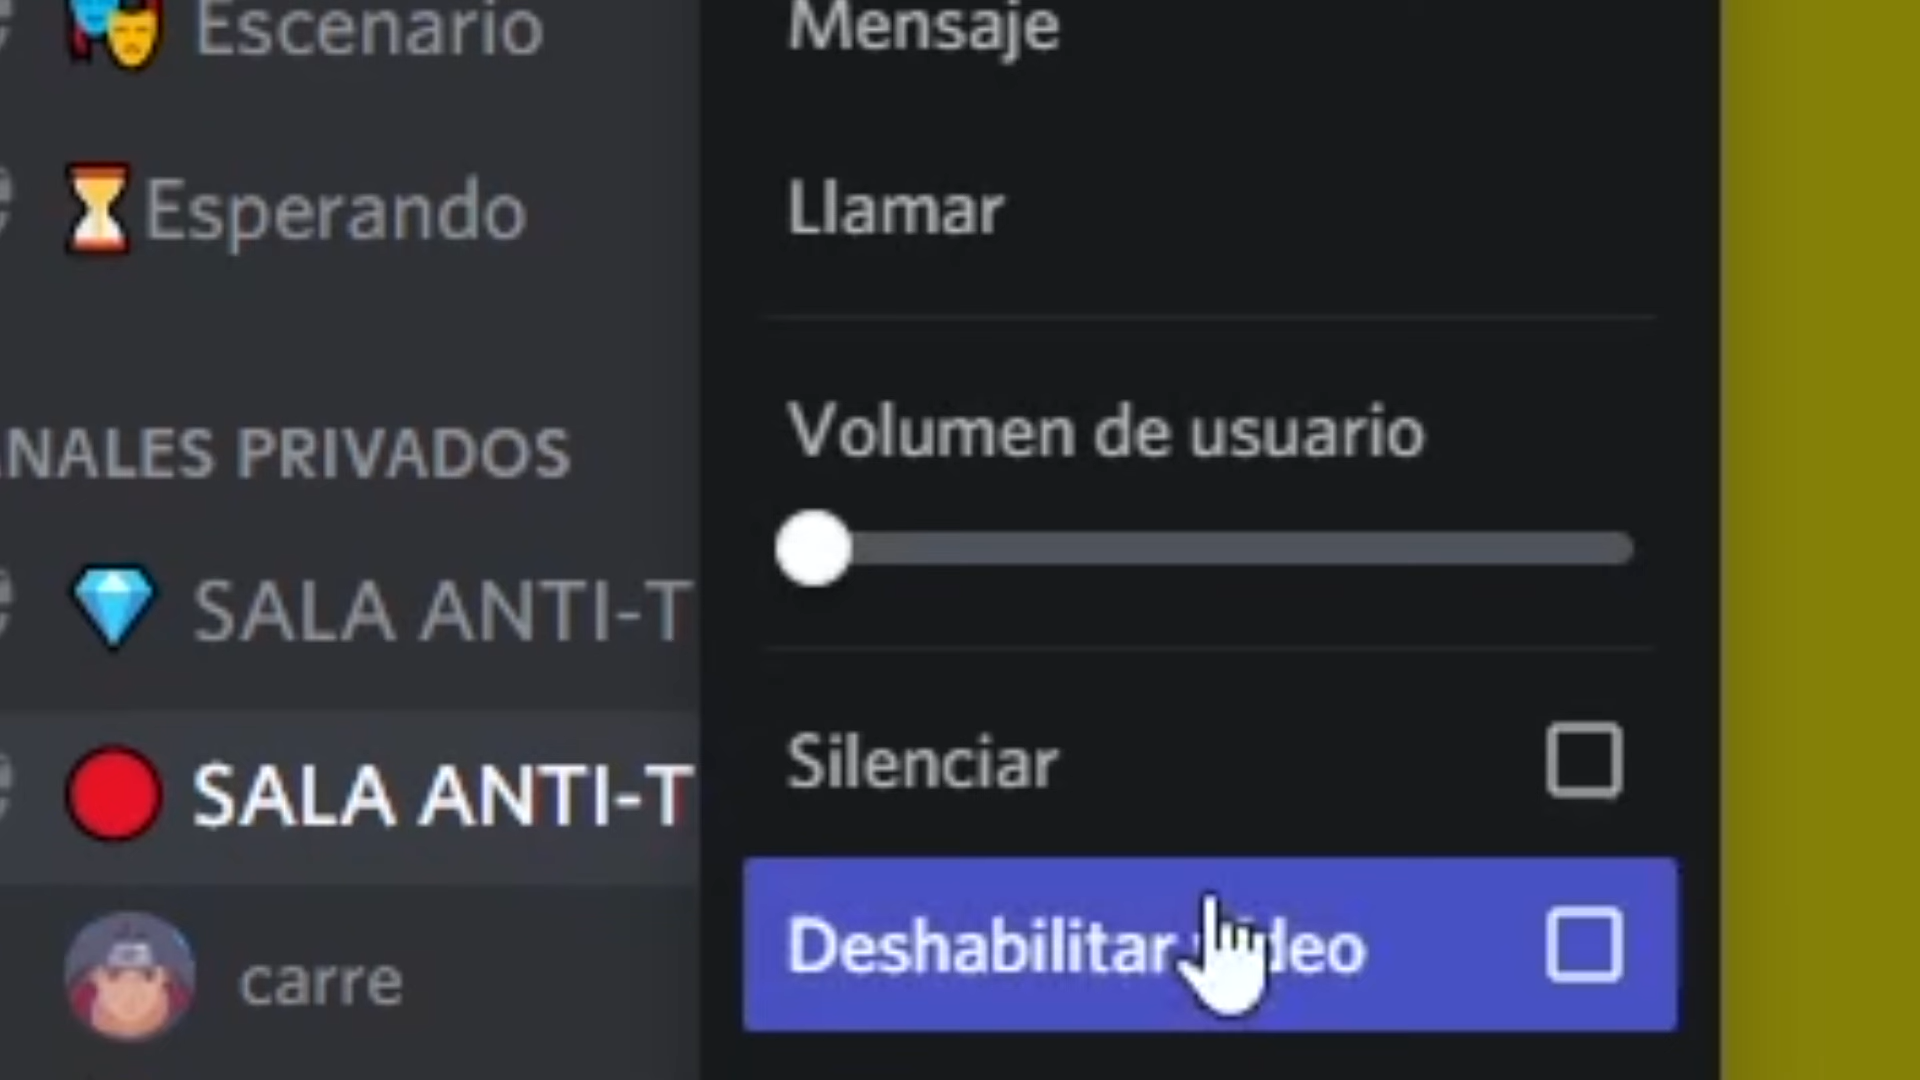 Escenario
Esperando
NALES PRIVADOS
SALA ANTI-T
SALA ANTI-T
carre
Mensaje
Llamar
Volumen de usuario
Silenciar
Deshabilitar